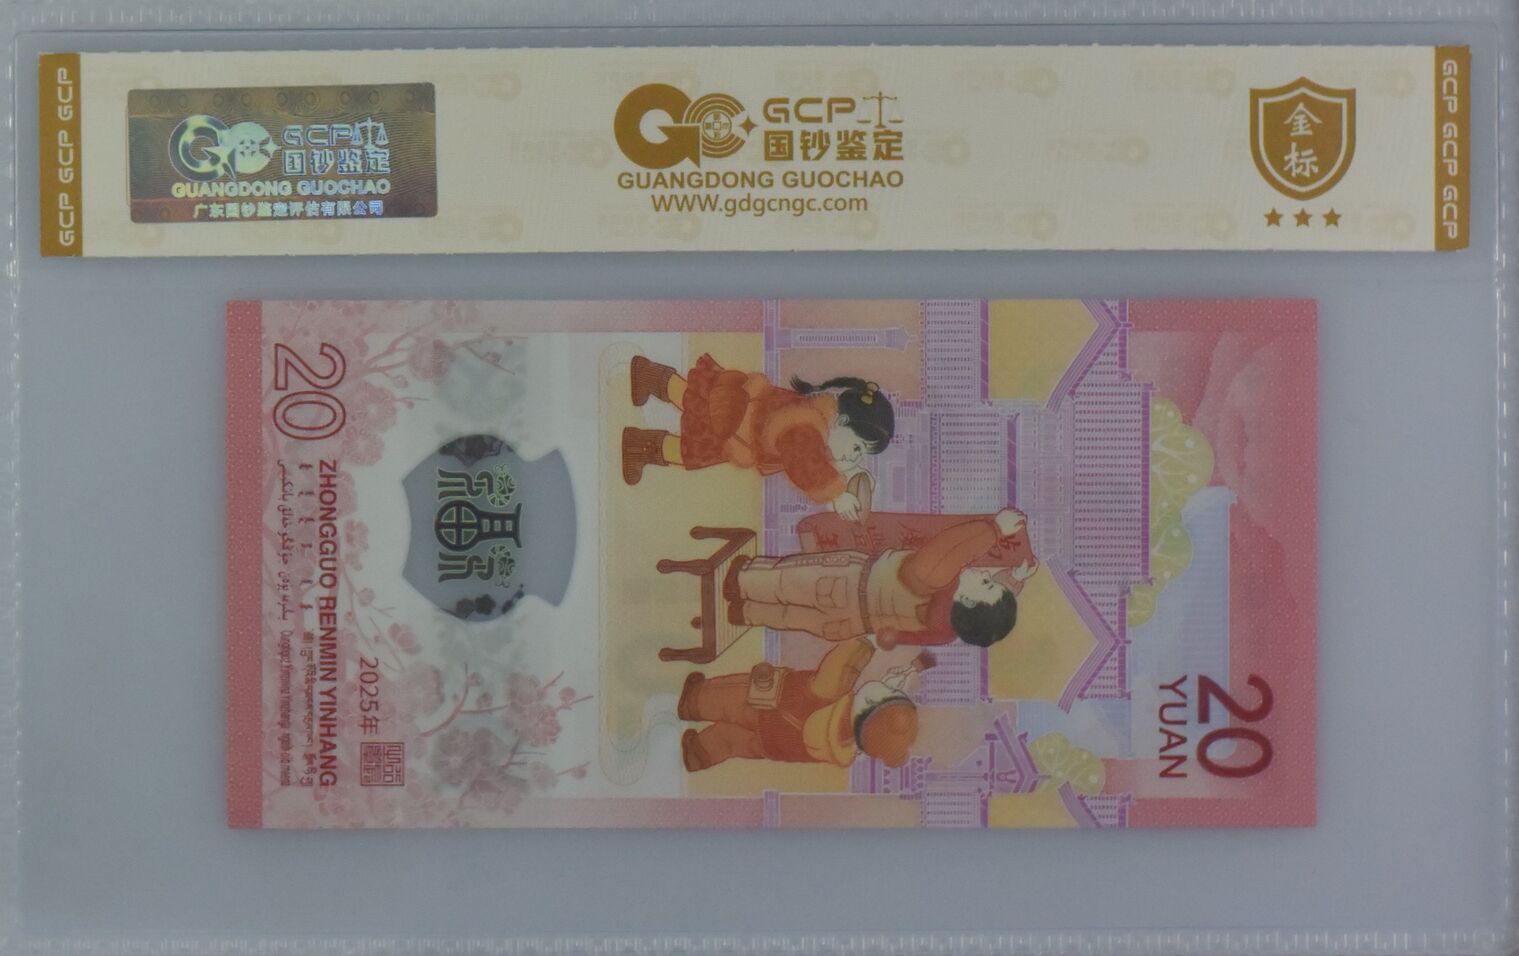 GCP GCP GCP
GCP
国钞鉴定
GUANGDONG GUOCHAO
广东国钞鉴定评估有限公司
GCP
国钞鉴定
GUANGDONG GUOCHAO
www.gdgcngc.com
金
标
GCP GCP GCP
20
ZHONGGUO RENMIN YINHANG
2025年
20
YUAN